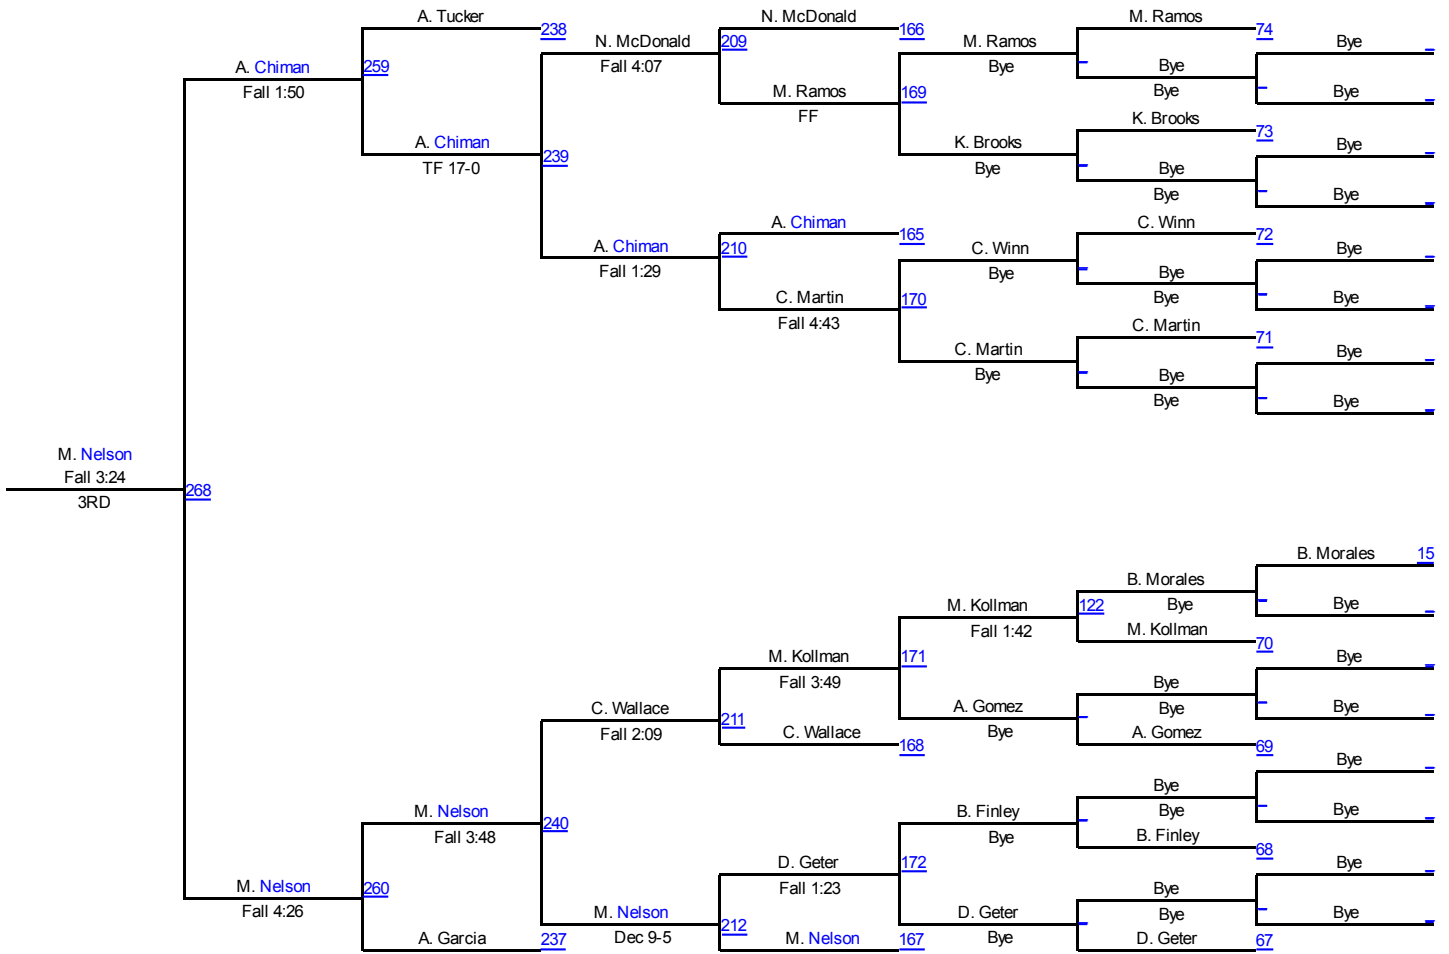 A. Tucker
238
N. McDonald
166
M. Ramos
74
N. McDonald
209
M. Ramos
Bye
A. Chiman
259
Fall 4:07
Bye
Bye
Fall 1:50
M. Ramos
169
Bye
Bye
FF
K. Brooks
73
A. Chiman
239
K. Brooks
Bye
TF 17-0
Bye
Bye
Bye
Bye
A. Chiman
165
C. Winn
72
A. Chiman
210
C. Winn
Bye
Fall 1:29
Bye
Bye
C. Martin
170
Bye
Bye
Fall 4:43
C. Martin
71
C. Martin
Bye
Bye
Bye
Bye
Bye
M. Nelson
Fall 3:24
268
3RD
B. Morales
15
B. Morales
M. Kollman
122
Bye
Bye
Fall 1:42
M. Kollman
70
M. Kollman
171
Bye
Fall 3:49
Bye
C. Wallace
211
A. Gomez
Bye
Bye
Fall 2:09
C. Wallace
168
Bye
A. Gomez
69
Bye
Bye
M. Nelson
240
B. Finley
Bye
Bye
Fall 3:48
Bye
B. Finley
68
D. Geter
172
Bye
M. Nelson
260
Fall 1:23
Bye
Fall 4:26
M. Nelson
212
D. Geter
Bye
Bye
A. Garcia
237
Dec 9-5
M. Nelson
167
Bye
D. Geter
67